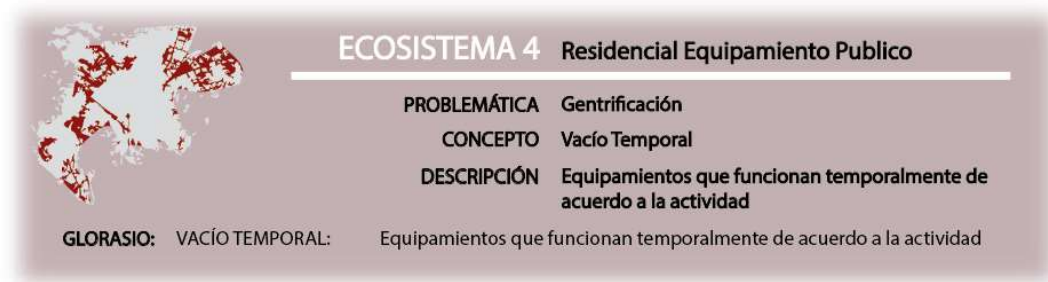 ECOSISTEMA 4 Residencial Equipamiento Publico
PROBLEMÁTICA Gentrificación
CONCEPTO Vacío Temporal
DESCRIPCIÓN Equipamientos que funcionan temporalmente de
acuerdo a la actividad
GLORASIO: VACÍO TEMPORAL: Equipamientos que funcionan temporalmente de acuerdo a la actividad